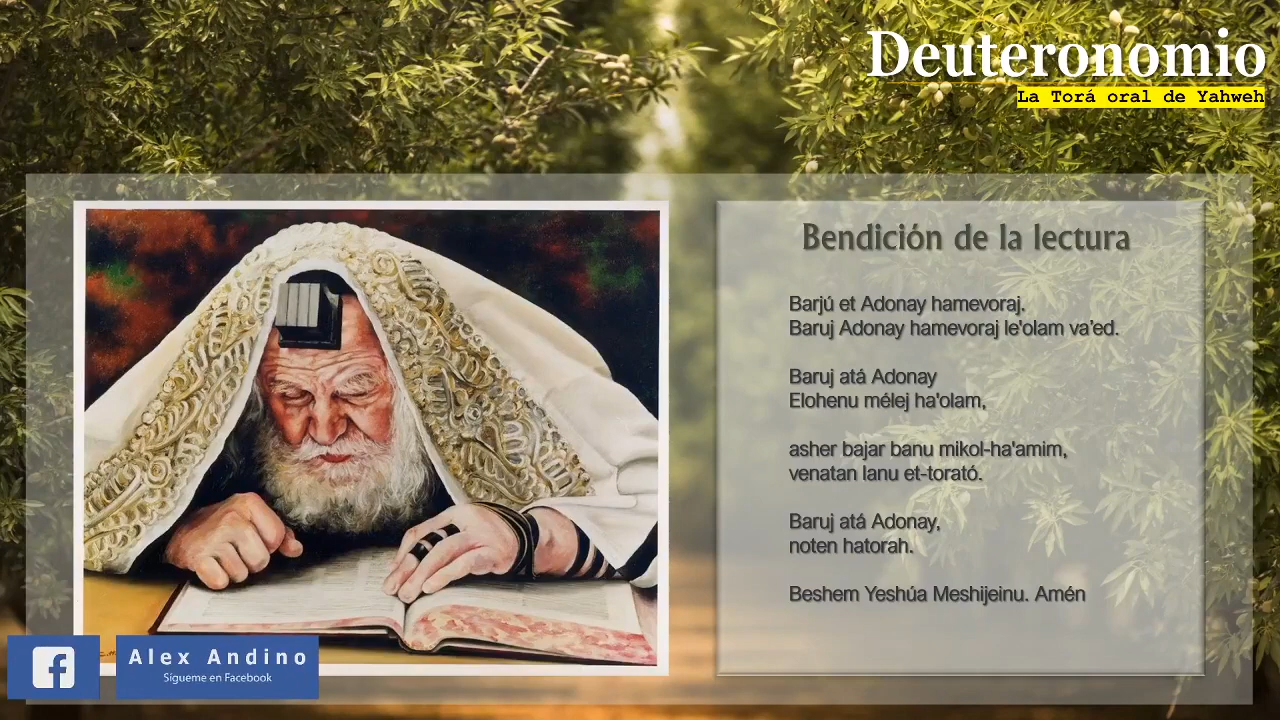 Deuteronomio
La Torá oral de Yahweh
Bendición de la lectura
Barjú et Adonay hamevoraj.
Baruj Adonay hamevoraj le'olam va'ed.
Baruj atá Adonay
Elohenu mélej ha'olam,
asher bajar banu mikol-ha'amim,
venatan lanu et-torató.
Baruj atá Adonay,
noten hatorah.
Beshem Yeshúa Meshijeinu. Amén
Alex Andino
Sígueme en Facebook